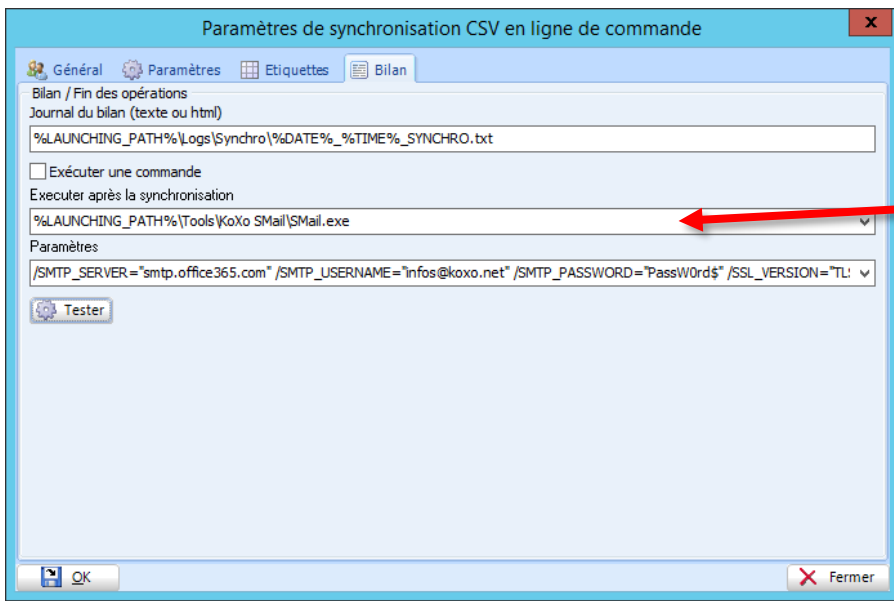 Paramètres de synchronisation CSV en ligne de commande
x
Général Paramètres Etiquettes Bilan
Bilan / Fin des opérations
Journal du bilan (texte ou html)
%LAUNCHING_PATH%\Logs\Synchro\%DATE%_%TIME%_SYNCHRO.txt
Exécuter une commande
Executer après la synchronisation
%LAUNCHING_PATH%\Tools\KoXo SMail\SMail.exe
Paramètres
/SMTP_SERVER="smtp.office365.com" /SMTP_USERNAME="infos@koxo.net" /SMTP_PASSWORD="PassW0rd$" /SSL_VERSION="TL
Tester
OK Fermer